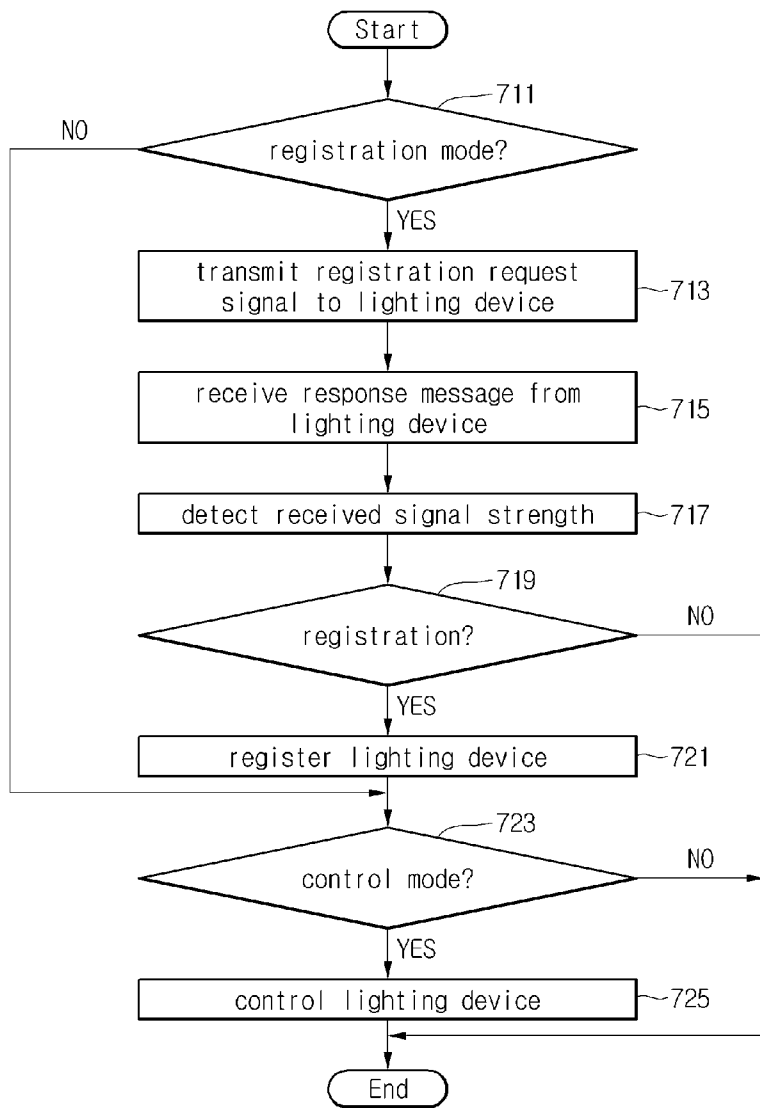 Start
711
NO
registration mode?
YES
transmit registration request
signal to lighting device
713
receive response message from
lighting device
715
detect received signal strength
717
719
NO
registration?
YES
register lighting device
721
723
NO
control mode?
YES
control lighting device
725
End